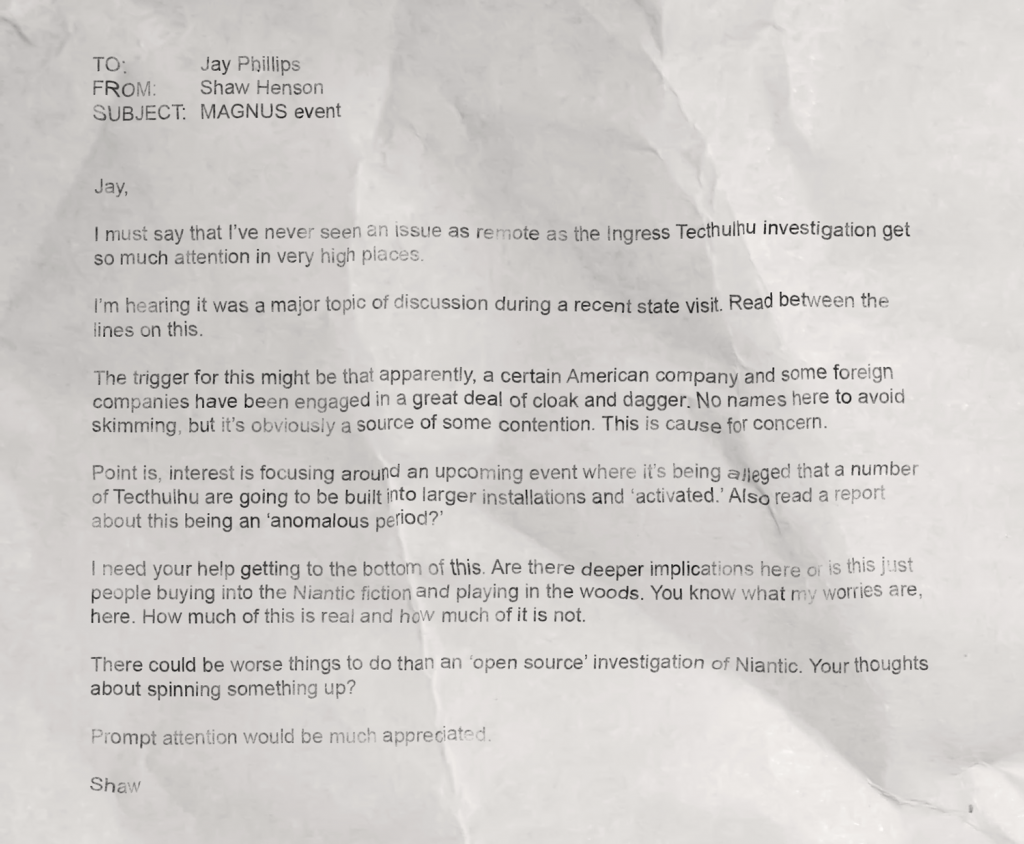 TO: Jay Phillips
FROM: Shaw Henson
SUBJECT: MAGNUS event
Jay,
I must say that I've never seen an issue as remote as the Ingress Tecthulhu investigation get
so much attention in very high places.
I'm hearing it was a major topic of discussion during a recent state visit. Read between the
lines on this.
The trigger for this might be that apparently, a certain American company and some foreign
companies have been engaged in a great deal of cloak and dagger. No names here to avoid
skimming, but it's obviously a source of some contention. This is cause for concern.
Point is, interest is focusing around an upcoming event where it's being alleged that a number
of Tecthulhu are going to be built into larger installations and 'activated.' Also read a report
about this being an 'anomalous period?'
I need your help getting to the bottom of this. Are there deeper implications here or is this just
people buying into the Niantic fiction and playing in the woods. You know what my worries are,
here. How much of this is real and how much of it is not.
There could be worse things to do than an 'open source' investigation of Niantic. Your thoughts
about spinning something up?
Prompt attention would be much appreciated.
Shaw